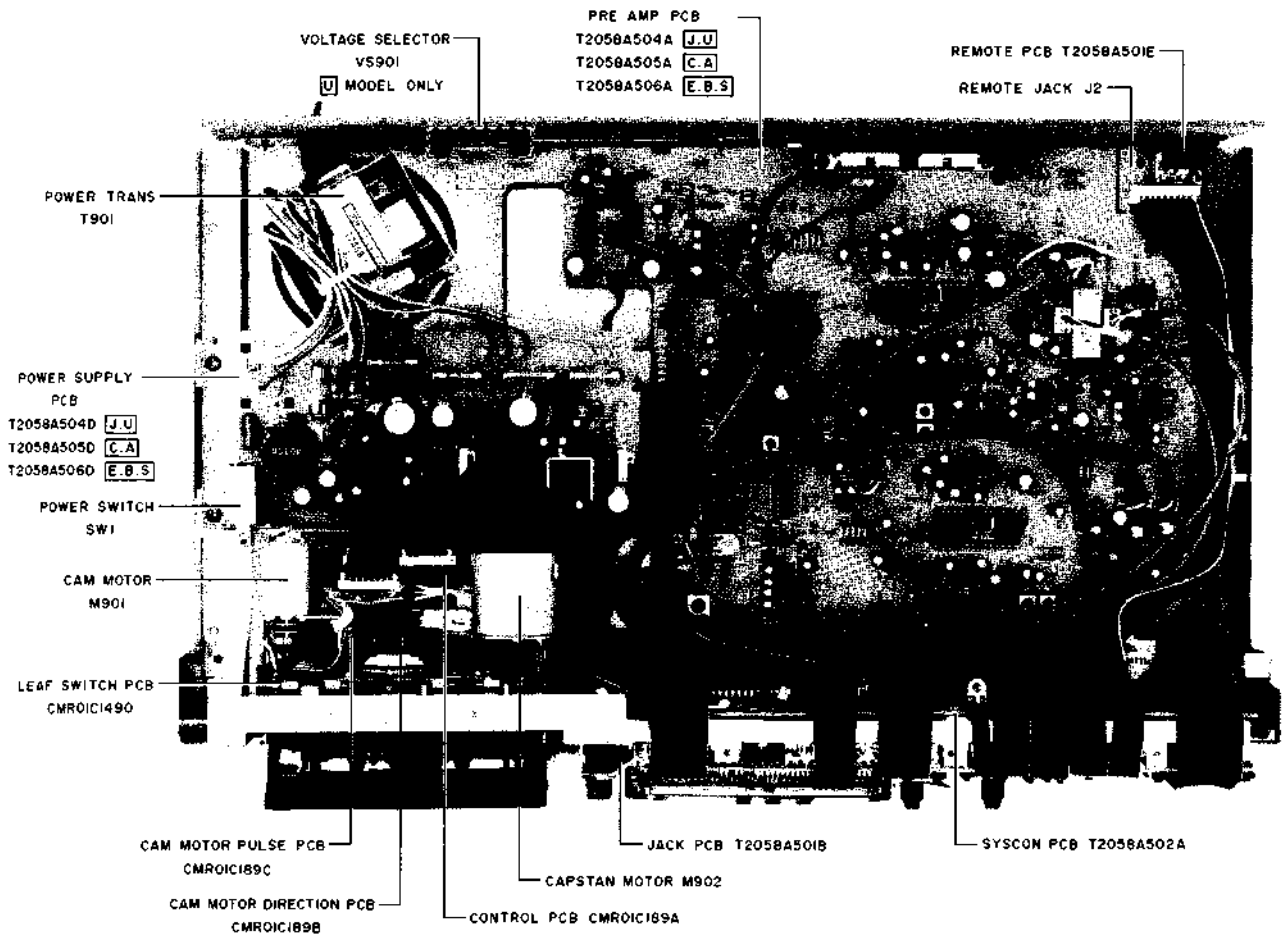 PRE AMP PCB
T2058A504A J.U
T2058A505A C.A
T2058A506A E.B.S
VOLTAGE SELECTOR
VS901
U MODEL ONLY
REMOTE PCB T2058A501E
REMOTE JACK J2
POWER TRANS
T901
POWER SUPPLY
PCB
T2058A504D J.U
T2058A505D C.A
T2058A506D E.B.S
POWER SWITCH
SW1
CAM MOTOR
M901
LEAF SWITCH PCB
CMR01C1490
CAM MOTOR PULSE PCB
CMR01C189C
CAM MOTOR DIRECTION PCB
CMR01C189B
CONTROL PCB CMR01C189A
CAPSTAN MOTOR M902
JACK PCB T2058A501B
SYSCON PCB T2058A502A